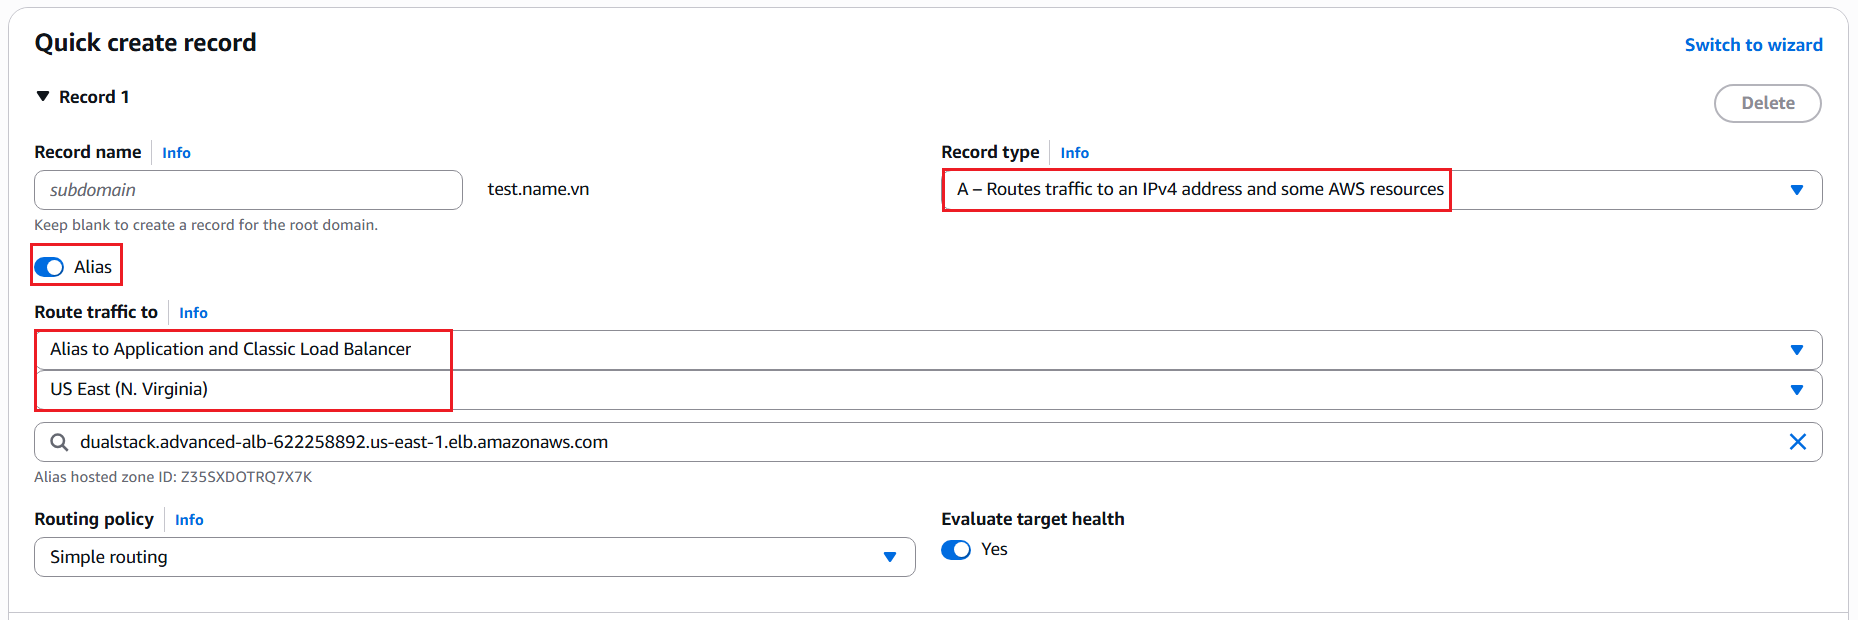 Quick create record
Switch to wizard
Record 1
Delete
Record name Info
Record type Info
subdomain
test.name.vn
A – Routes traffic to an IPv4 address and some AWS resources
Keep blank to create a record for the root domain.
Alias
Route traffic to Info
Alias to Application and Classic Load Balancer
US East (N. Virginia)
dualstack.advanced-alb-622258892.us-east-1.elb.amazonaws.com
Alias hosted zone ID: Z35SXDOTRQ7X7K
Routing policy Info
Evaluate target health
Simple routing
Yes